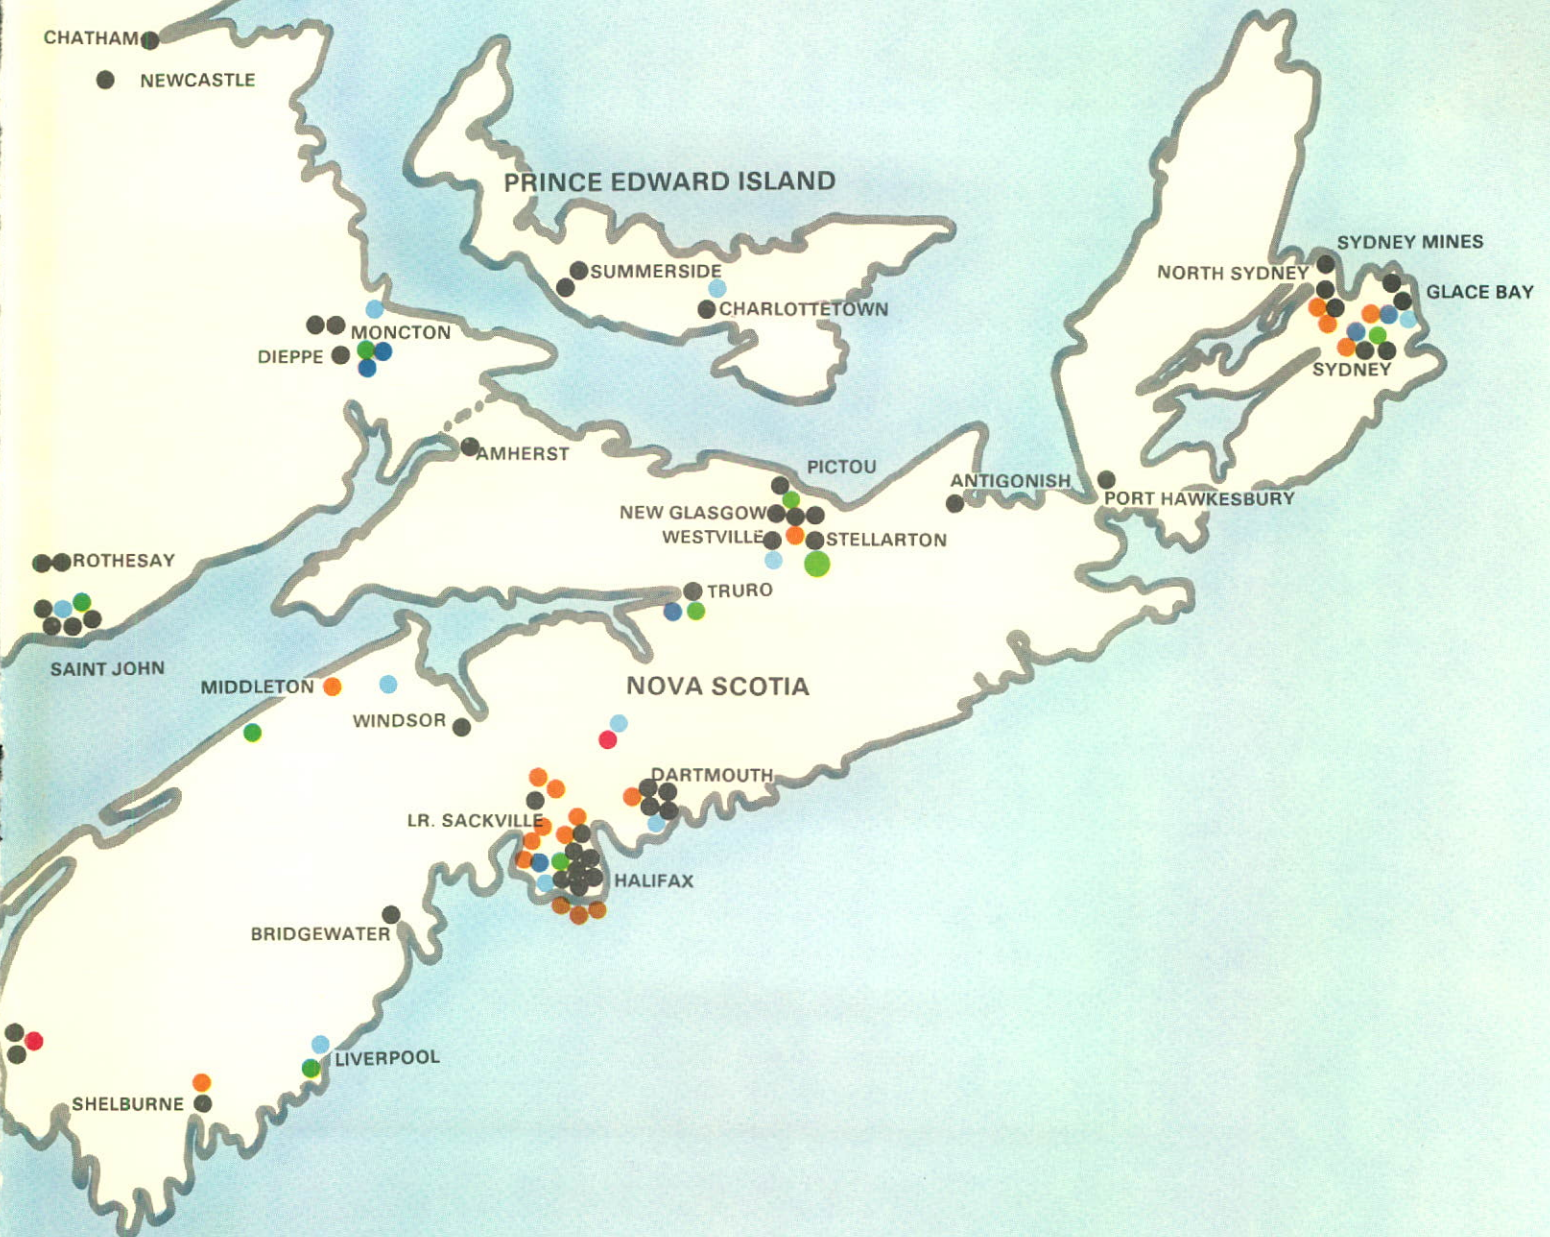 CHATHAM
NEWCASTLE
PRINCE EDWARD ISLAND
SYDNEY MINES
NORTH SYDNEY
GLACE BAY
SUMMERSIDE
CHARLOTTETOWN
MONCTON
DIEPPE
SYDNEY
AMHERST
PICTOU
ANTIGONISH
PORT HAWKESBURY
NEW GLASGOW
WESTVILLE
STELLARTON
ROTHESAY
TRURO
SAINT JOHN
MIDDLETON
NOVA SCOTIA
WINDSOR
DARTMOUTH
LR. SACKVILLE
HALIFAX
BRIDGEWATER
LIVERPOOL
SHELBURNE